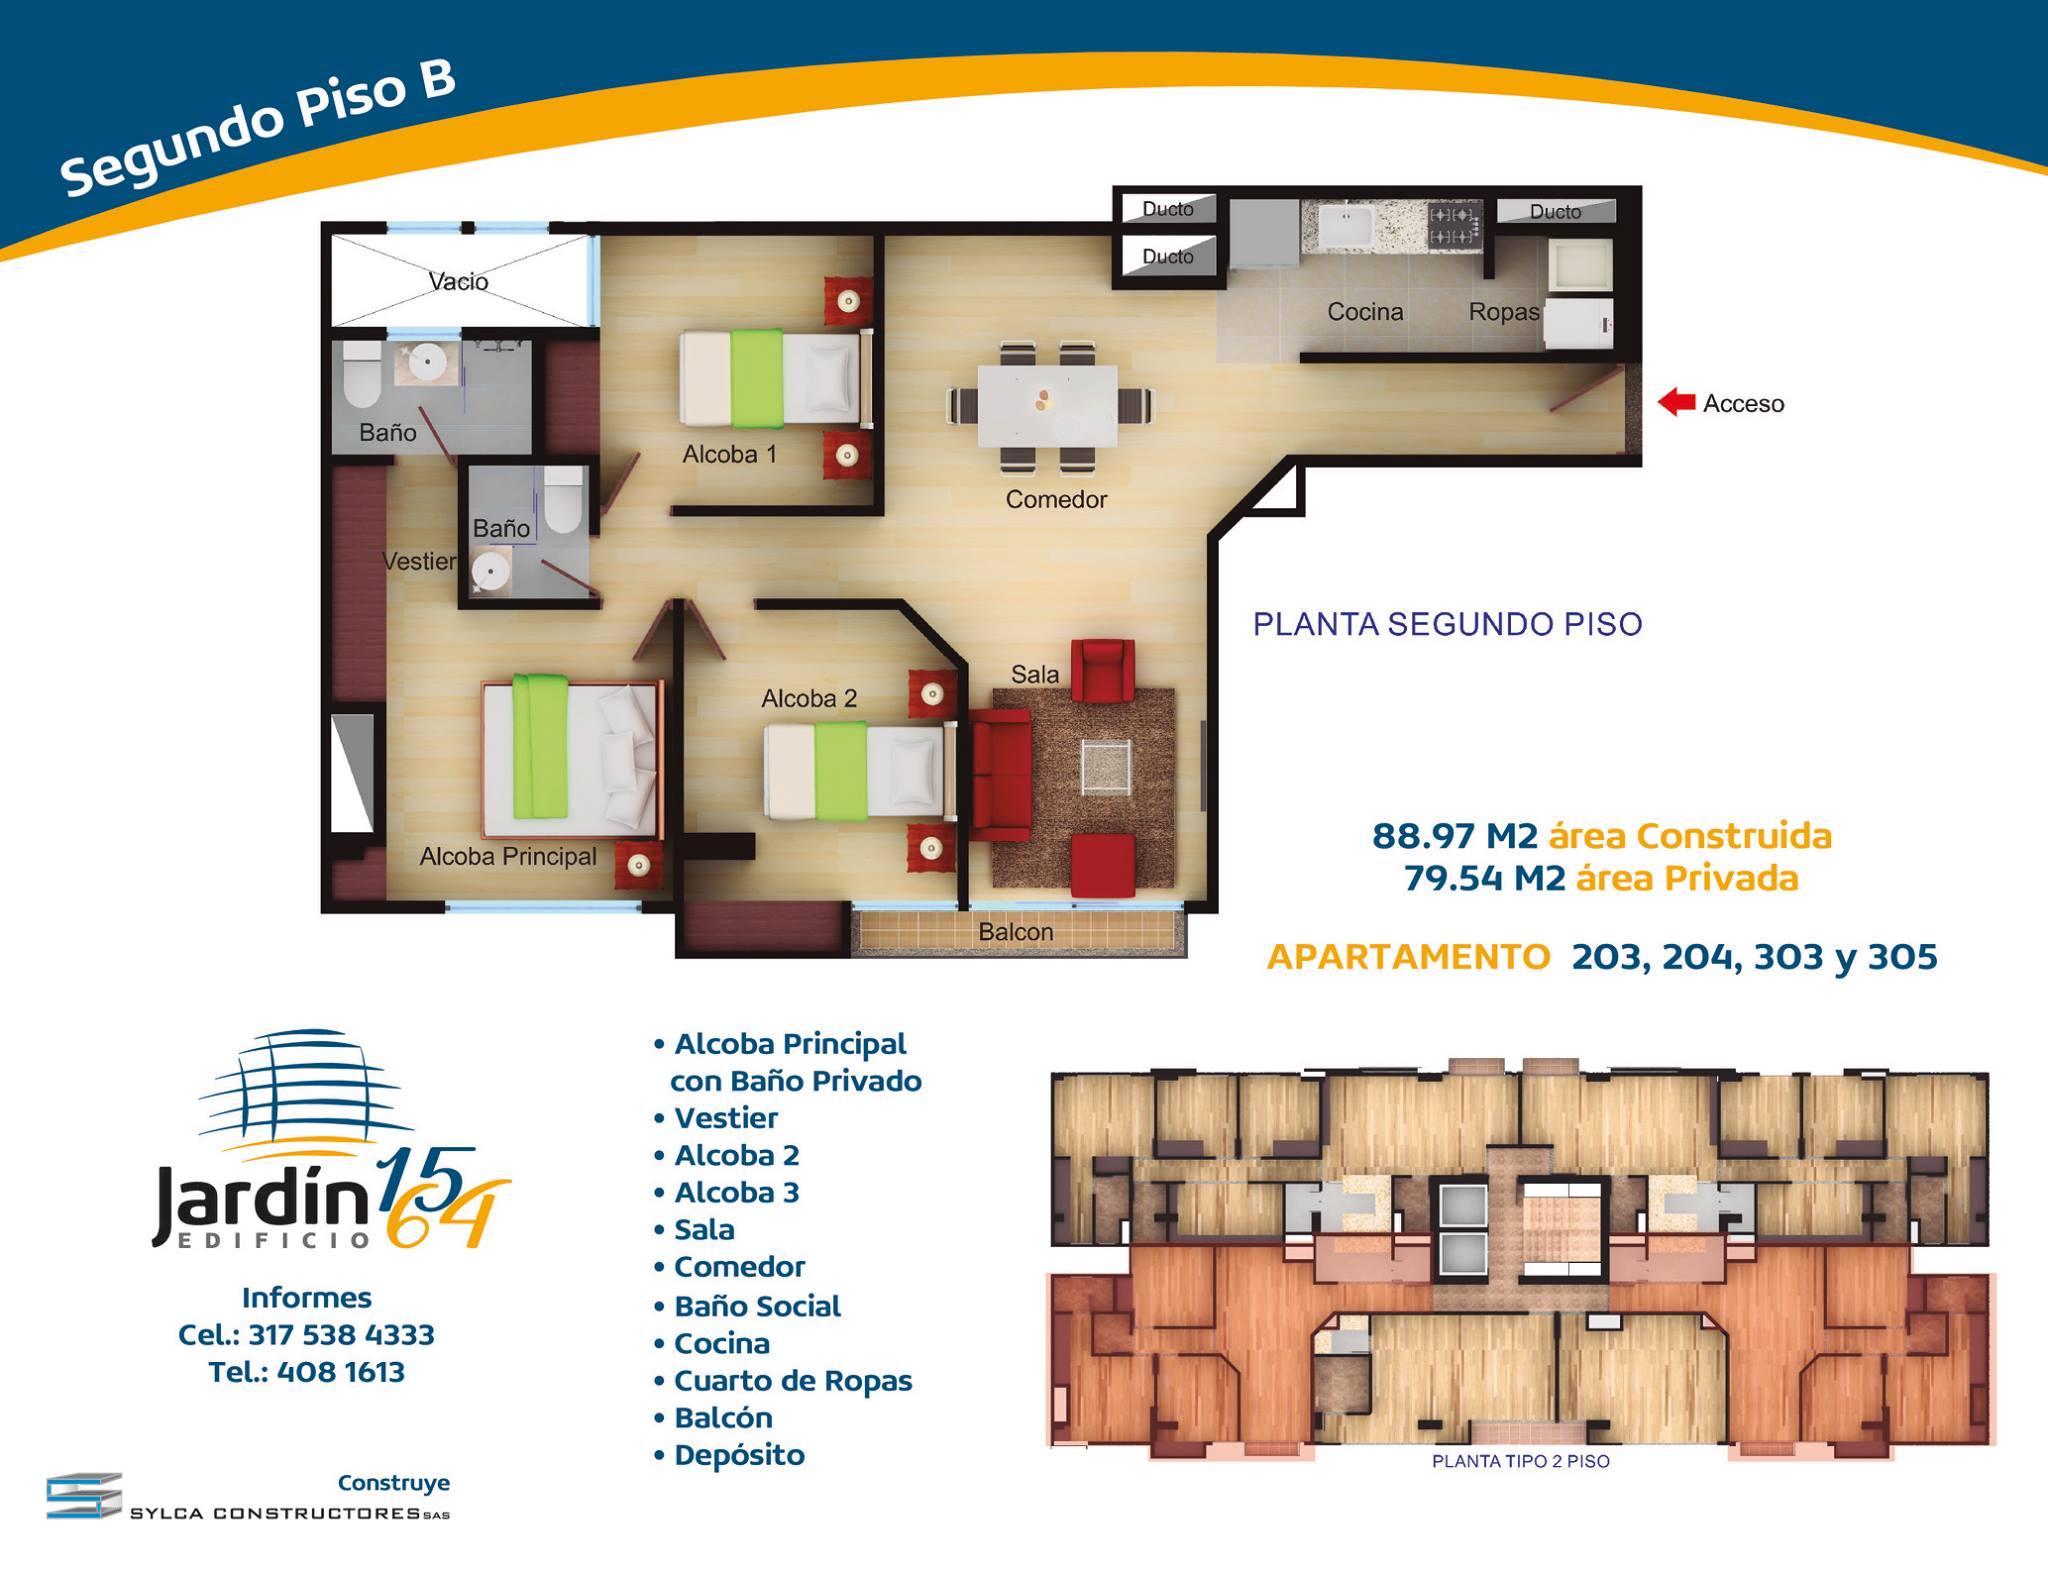 Segundo Piso B
Ducto
Ducto
Ducto
Vacio
Cocina
Ropas
Acceso
Baño
Alcoba 1
Comedor
Baño
Vestier
PLANTA SEGUNDO PISO
Sala
Alcoba 2
Alcoba Principal
Balcon
88.97 M2 área Construida
79.54 M2 área Privada
APARTAMENTO 203, 204, 303 y 305
Jardín 15 64
EDIFICIO
Informes
Cel.: 317 538 4333
Tel.: 408 1613
Construye
SYLCA CONSTRUCTORES SAS
• Alcoba Principal
con Baño Privado
• Vestier
• Alcoba 2
• Alcoba 3
• Sala
• Comedor
• Baño Social
• Cocina
• Cuarto de Ropas
• Balcón
• Depósito
PLANTA TIPO 2 PISO